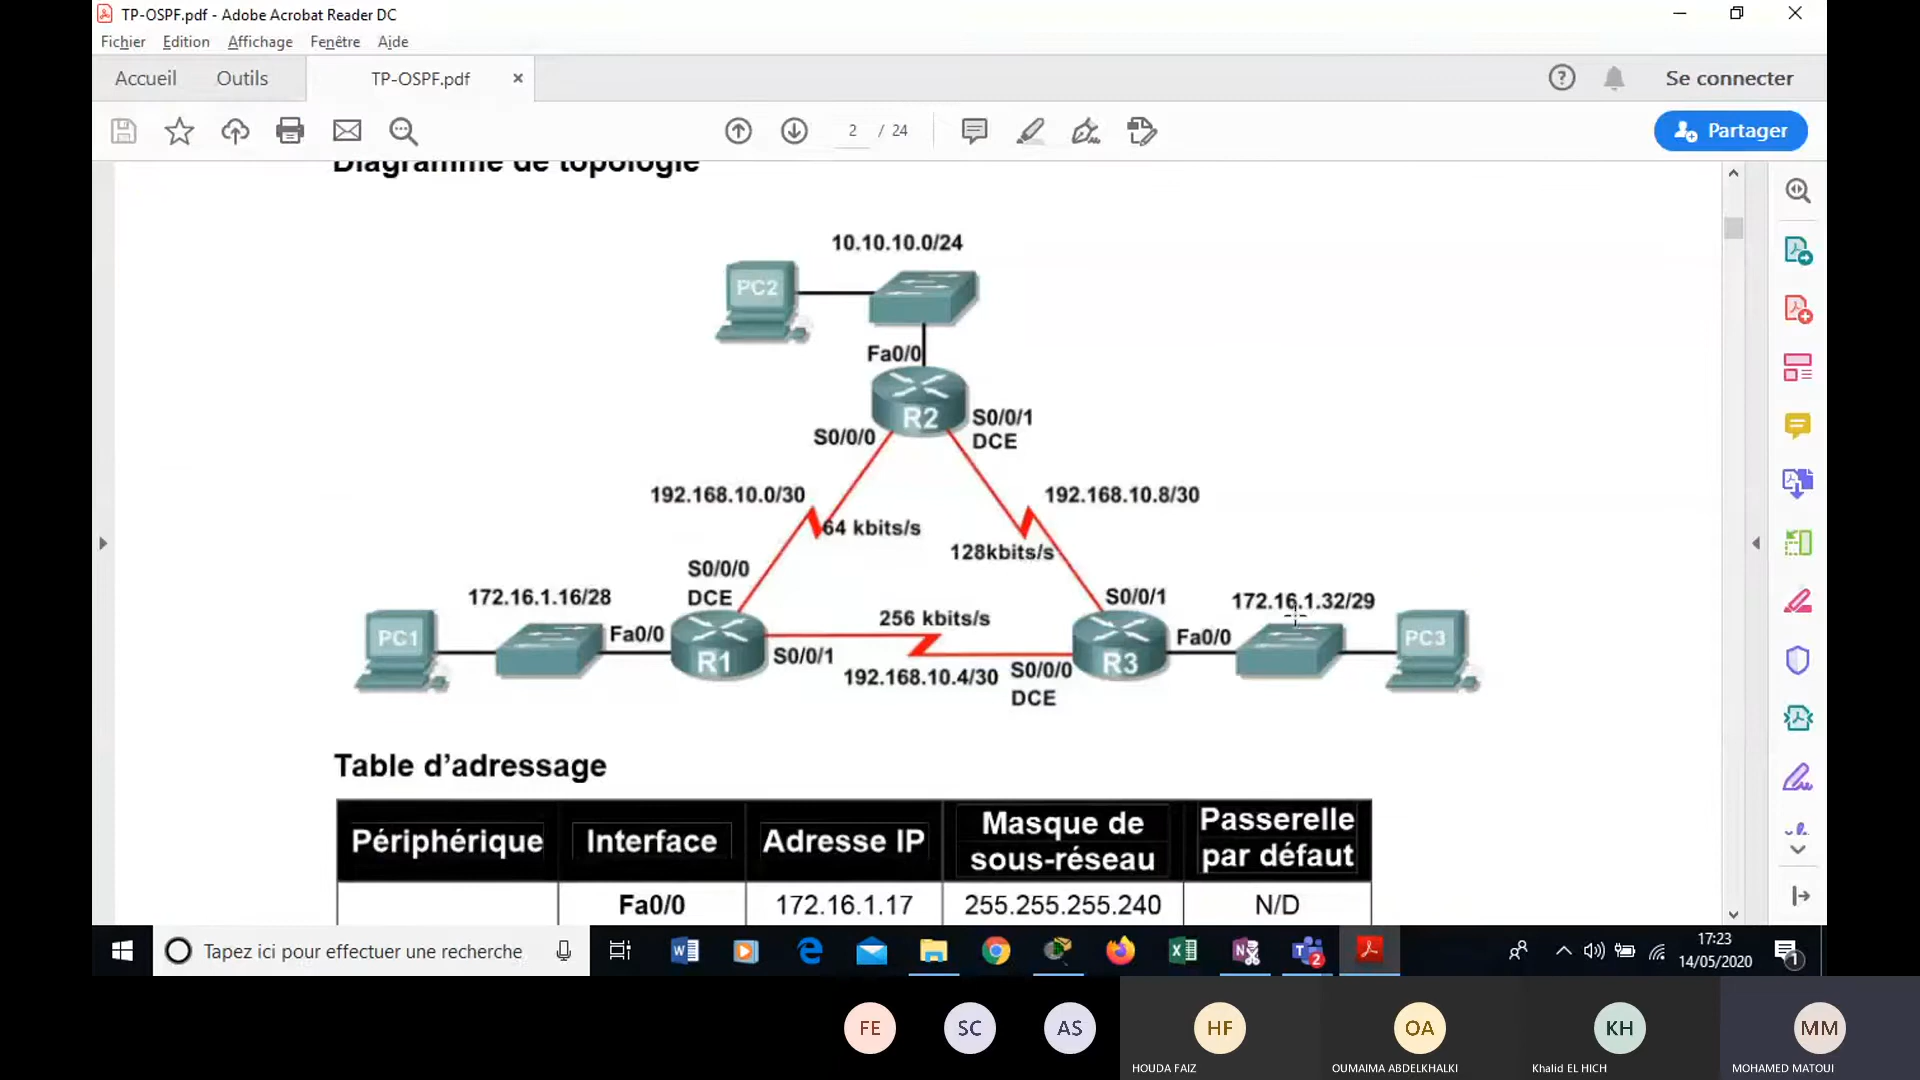 TP-OSPF.pdf - Adobe Acrobat Reader DC
Fichier Edition Affichage Fenêtre Aide
Accueil Outils TP-OSPF.pdf × Se connecter
2 / 24 Partager
Diagramme de topologie
10.10.10.0/24
PC2
Fa0/0
R2
S0/0/1
DCE
S0/0/0
192.168.10.0/30
192.168.10.8/30
64 kbits/s
128kbits/s
S0/0/0
DCE
S0/0/1
172.16.1.16/28
256 kbits/s
172.16.1.32/29
PC1
Fa0/0
R1
S0/0/1
192.168.10.4/30
S0/0/0
DCE
R3
Fa0/0
PC3
Table d'adressage
Périphérique Interface Adresse IP Masque de sous-réseau Passerelle par défaut
Fa0/0 172.16.1.17 255.255.255.240 N/D
Tapez ici pour effectuer une recherche
2
17:23
14/05/2020
1
FE SC AS HF OA KH MM
HOUDA FAIZ OUMAIMA ABDELKHALKI Khalid EL HICH MOHAMED MATOUI